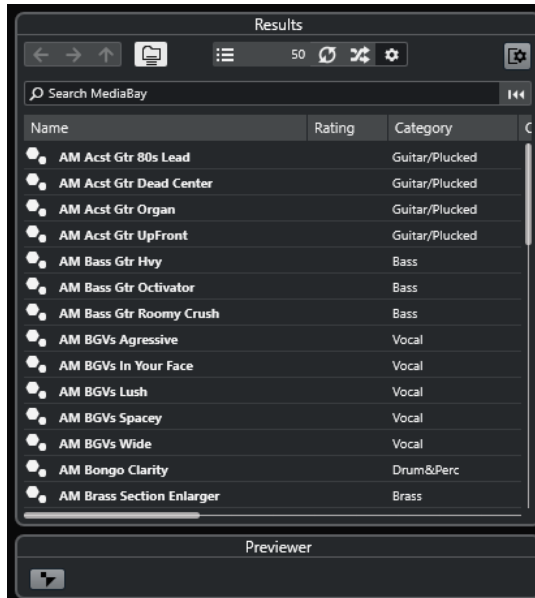 Results
50
Search MediaBay
Name Rating Category
AM Acst Gtr 80s Lead Guitar/Plucked
AM Acst Gtr Dead Center Guitar/Plucked
AM Acst Gtr Organ Guitar/Plucked
AM Acst Gtr UpFront Guitar/Plucked
AM Bass Gtr Hvy Bass
AM Bass Gtr Octivator Bass
AM Bass Gtr Roomy Crush Bass
AM BGVs Agressive Vocal
AM BGVs In Your Face Vocal
AM BGVs Lush Vocal
AM BGVs Spacey Vocal
AM BGVs Wide Vocal
AM Bongo Clarity Drum&Perc
AM Brass Section Enlarger Brass
Previewer